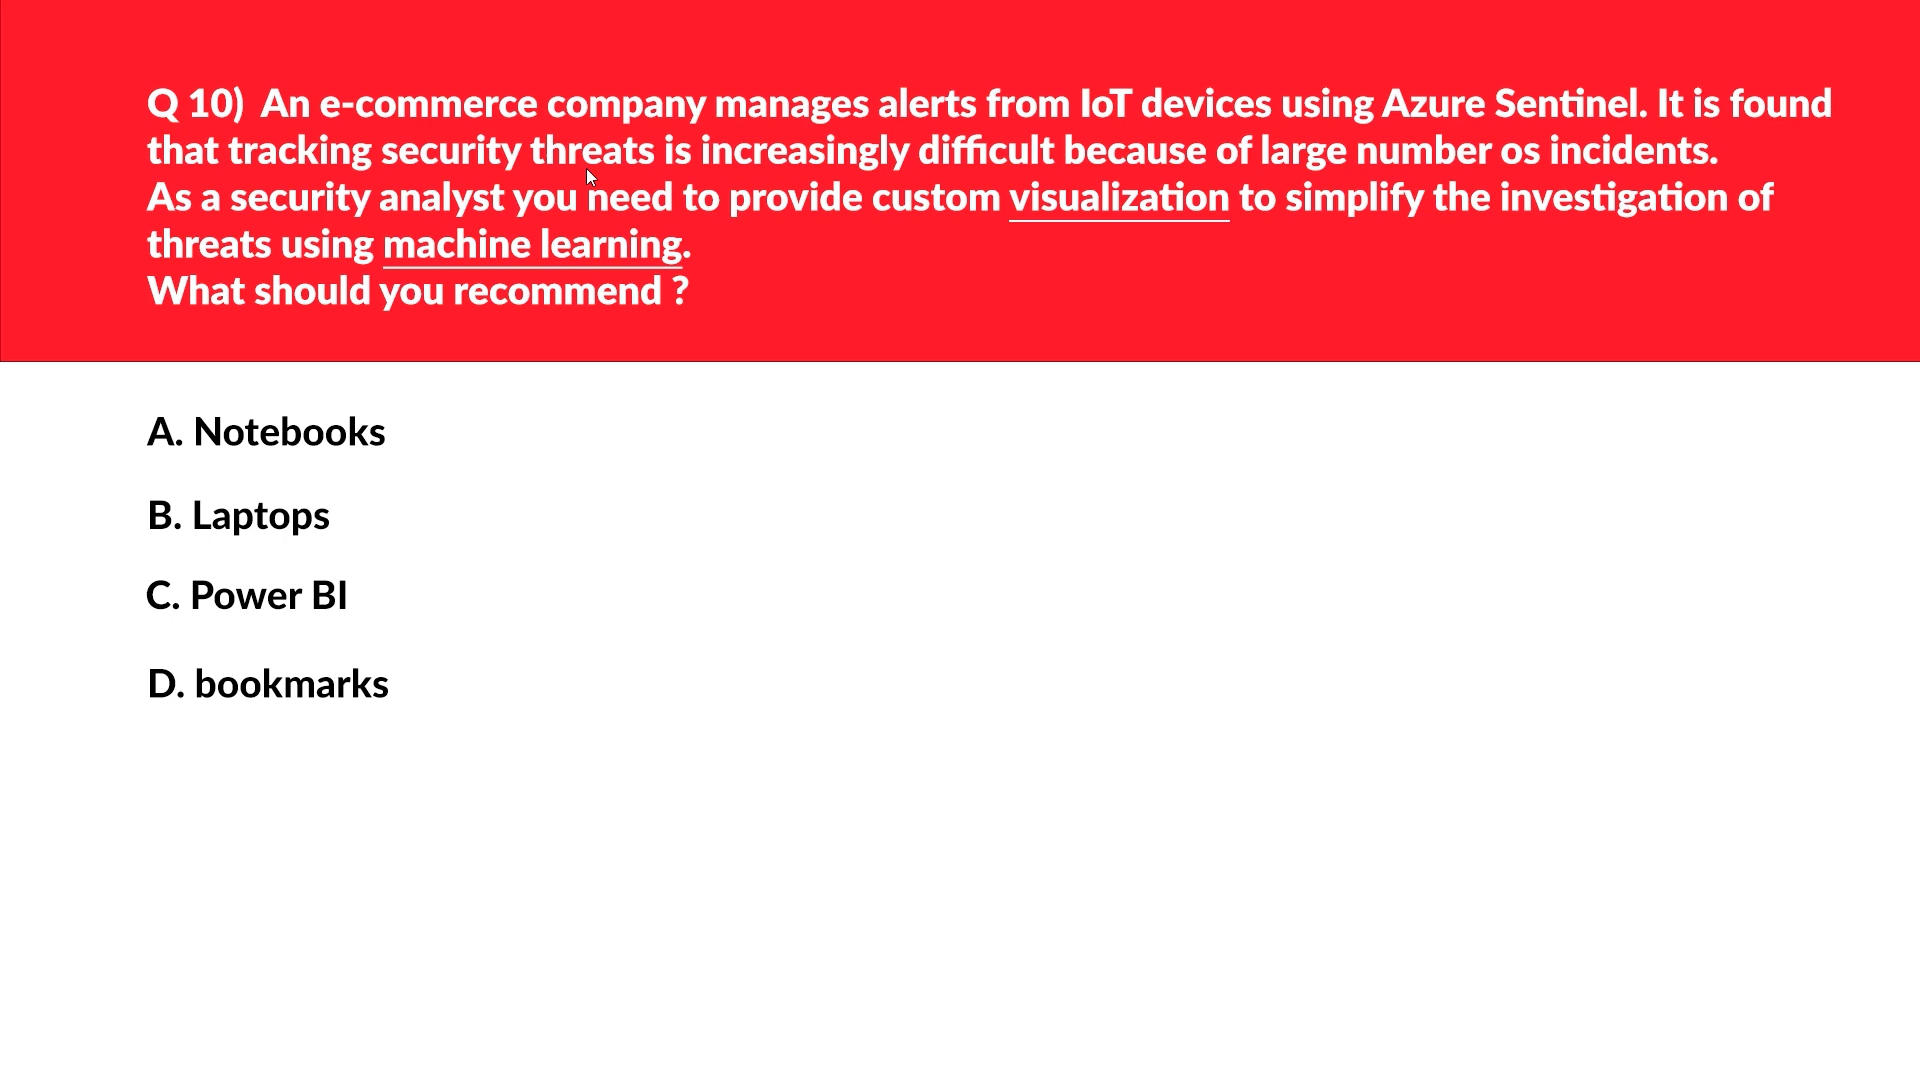 Q 10) An e-commerce company manages alerts from IoT devices using Azure Sentinel. It is found
that tracking security threats is increasingly difficult because of large number os incidents.
As a security analyst you need to provide custom visualization to simplify the investigation of
threats using machine learning.
What should you recommend ?
A. Notebooks
B. Laptops
C. Power BI
D. bookmarks